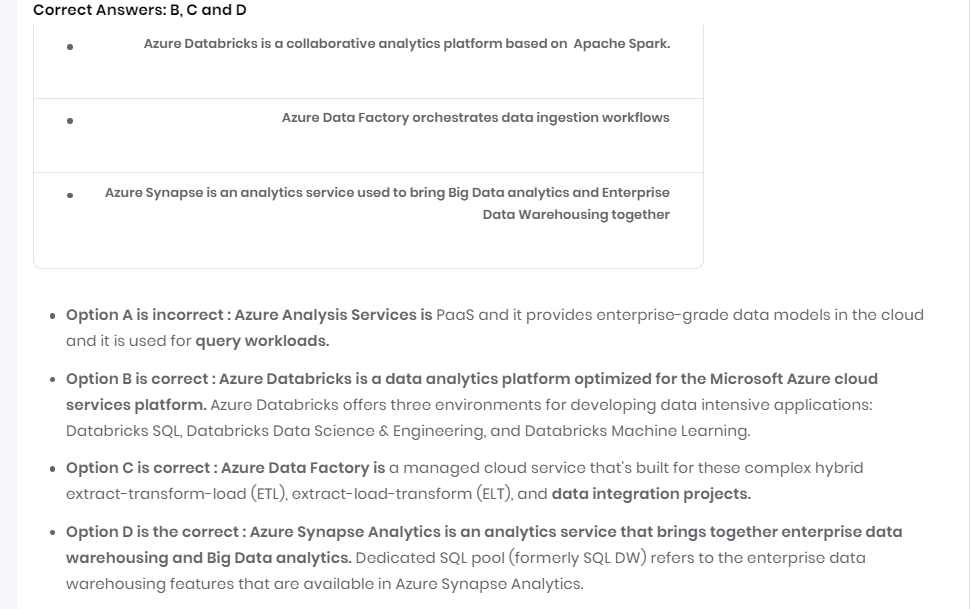 Correct Answers: B, C and D
• Azure Databricks is a collaborative analytics platform based on Apache Spark.
• Azure Data Factory orchestrates data ingestion workflows
• Azure Synapse is an analytics service used to bring Big Data analytics and Enterprise
Data Warehousing together
• Option A is incorrect : Azure Analysis Services is PaaS and it provides enterprise-grade data models in the cloud
and it is used for query workloads.
• Option B is correct : Azure Databricks is a data analytics platform optimized for the Microsoft Azure cloud
services platform. Azure Databricks offers three environments for developing data intensive applications:
Databricks SQL, Databricks Data Science & Engineering, and Databricks Machine Learning.
• Option C is correct : Azure Data Factory is a managed cloud service that's built for these complex hybrid
extract-transform-load (ETL), extract-load-transform (ELT), and data integration projects.
• Option D is the correct : Azure Synapse Analytics is an analytics service that brings together enterprise data
warehousing and Big Data analytics. Dedicated SQL pool (formerly SQL DW) refers to the enterprise data
warehousing features that are available in Azure Synapse Analytics.